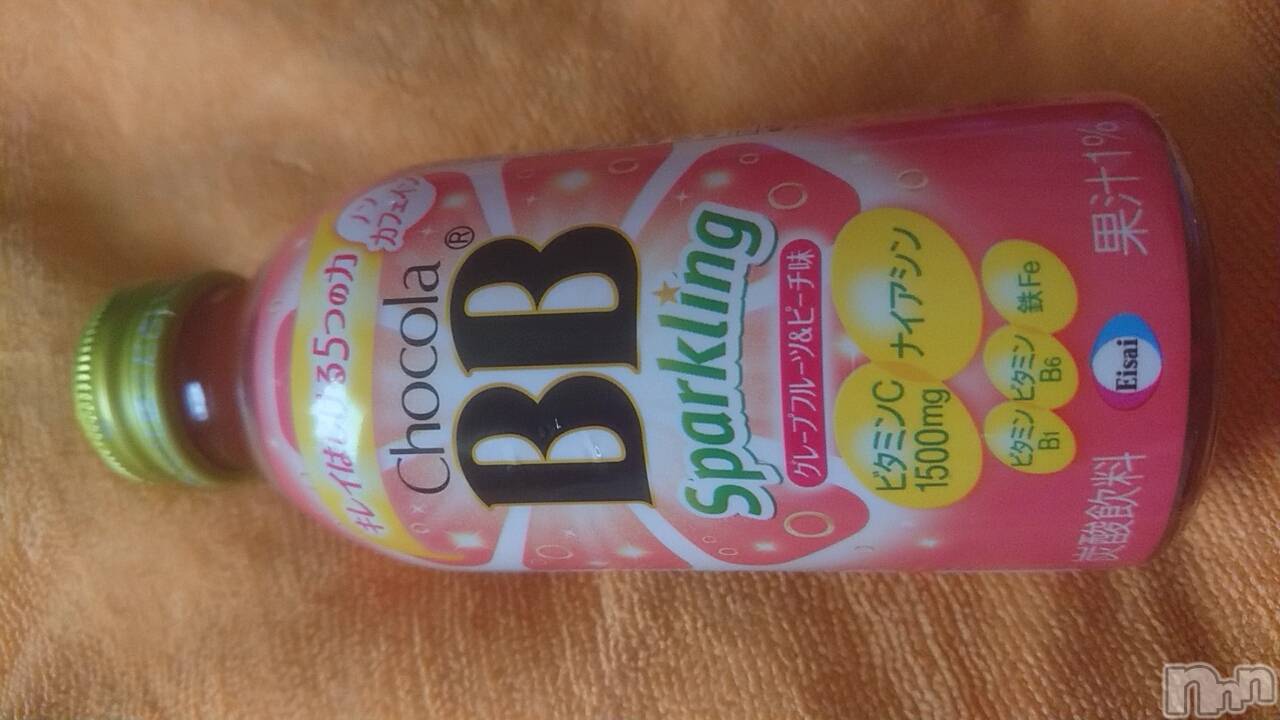 キレイはじける5つの力
ノン
カフェイン
Chocola®
BB
Sparkling
グレープフルーツ&ピーチ味
ビタミンC
1500mg
ナイアシン
ビタミン
B1
ビタミン
B6
鉄Fe
Eisai
炭酸飲料
果汁1%
nnn